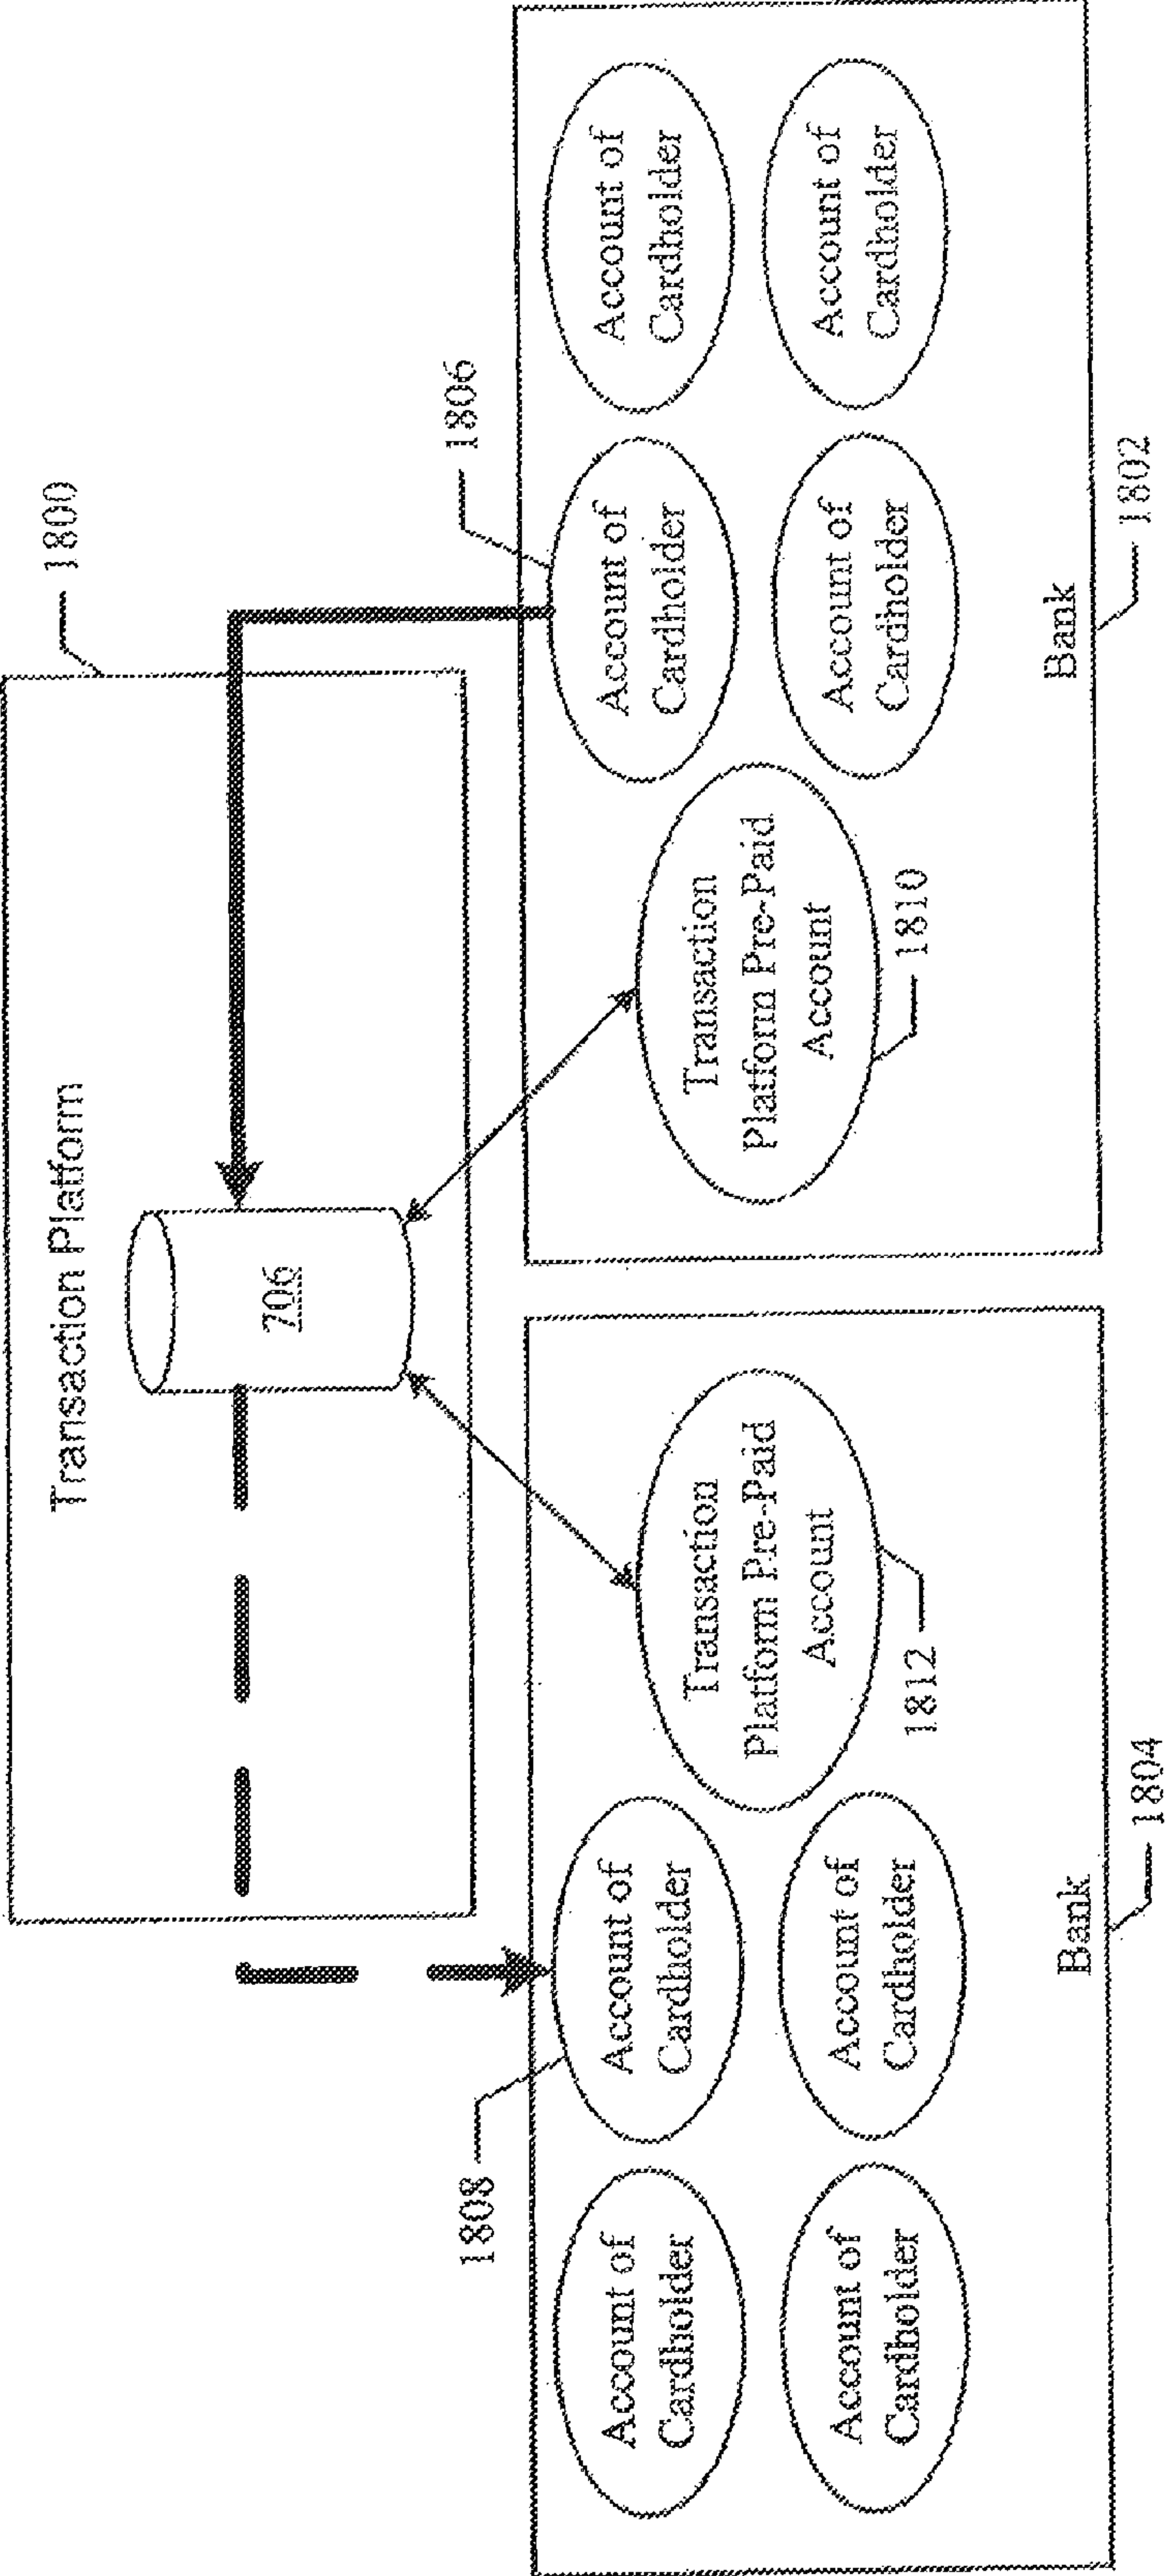 1800
Transaction Platform
706
1808
1806
Account of
Cardholder
Account of
Cardholder
Account of
Cardholder
Account of
Cardholder
Transaction
Platform Pre-Paid
Account
1812
Bank
1804
Transaction
Platform Pre-Paid
Account
1810
Account of
Cardholder
Account of
Cardholder
Account of
Cardholder
Account of
Cardholder
Bank
1802